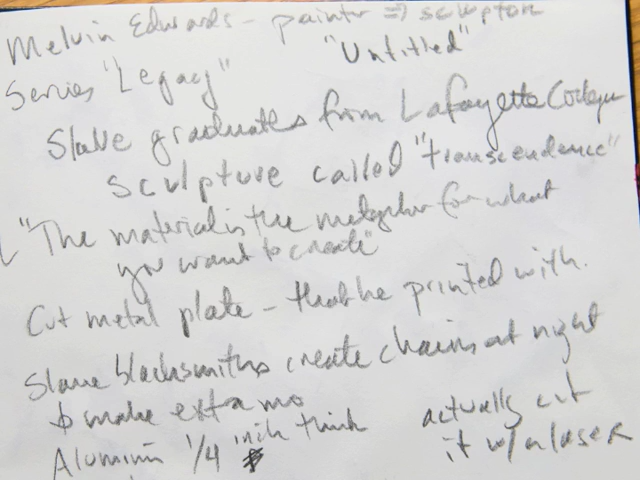 Melvin Edwards - painter => sculptor
"Untitled"
Series "Legacy"
Slave graduates from Lafayette
sculpture called "transcendence"
"The material is the metaphor for what
you want to create"
Cut metal plate - that he printed with.
Slave blacksmiths create chains at night
$ make extra mo
Alumin 1/4 inch thick
actually cut
it w/ a laser